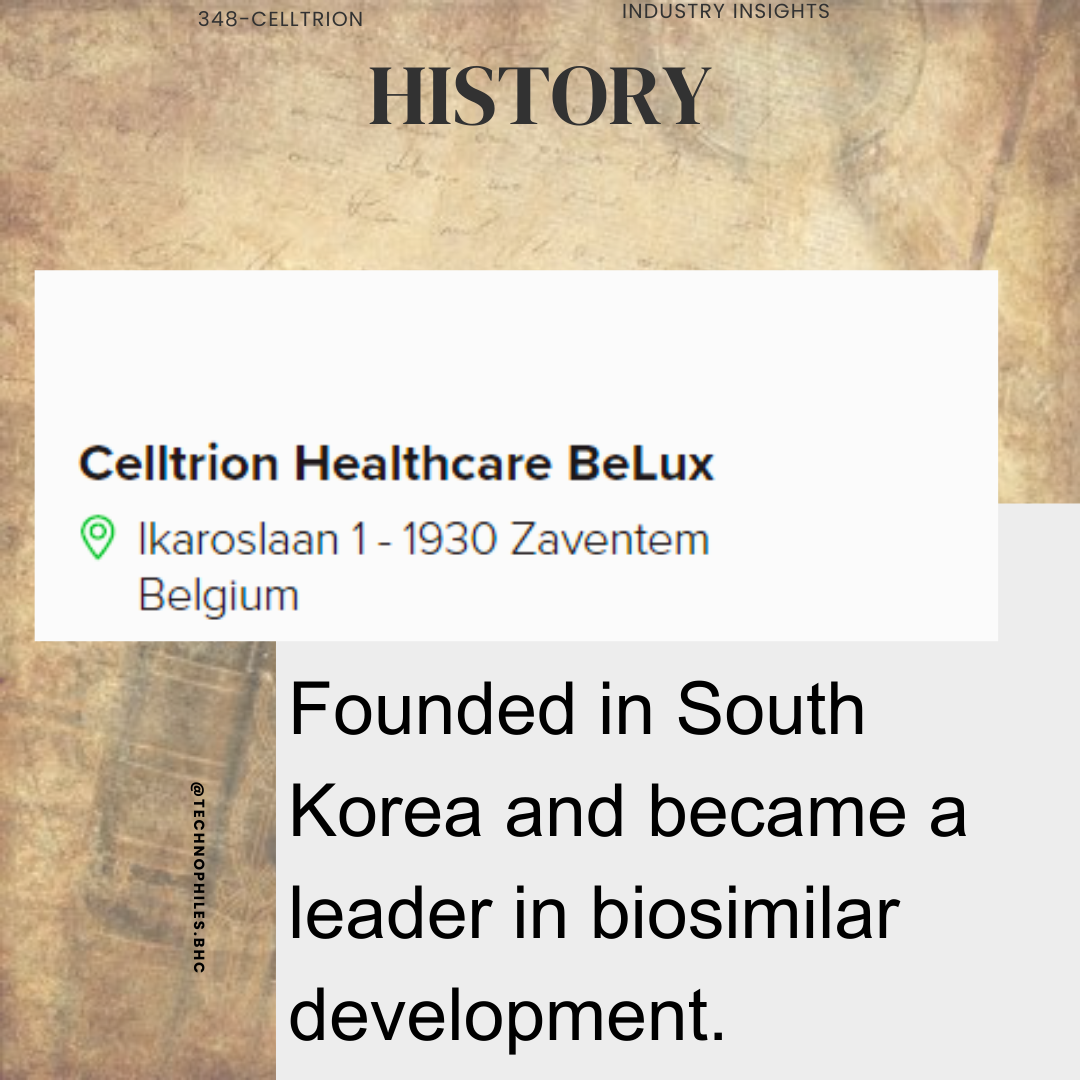 348-CELLTRION
INDUSTRY INSIGHTS
HISTORY
Celltrion Healthcare BeLux
Ikaroslaan 1 - 1930 Zaventem
Belgium
Founded in South
Korea and became a
leader in biosimilar
development.
@TECHNOPHILES.BHC